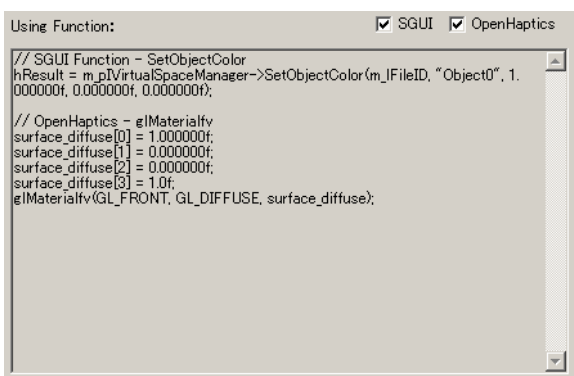 Using Function:
SGUI
OpenHaptics
// SGUI Function - SetObjectColor
hResult = m_pIVirtualSpaceManager->SetObjectColor(m_lFileID, "Object0", 1.
000000f, 0.000000f, 0.000000f);
// OpenHaptics - glMaterialfv
surface_diffuse[0] = 1.000000f;
surface_diffuse[1] = 0.000000f;
surface_diffuse[2] = 0.000000f;
surface_diffuse[3] = 1.0f;
glMaterialfv(GL_FRONT, GL_DIFFUSE, surface_diffuse);